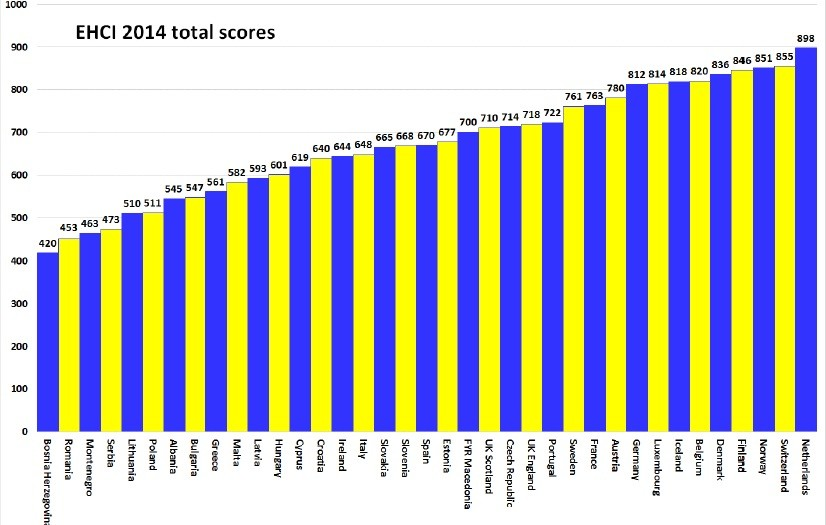 EHCI 2014 total scores
1000
900
800
700
600
500
400
300
200
100
0
420
453
463
473
510
511
545
547
561
582
593
601
619
640
644
648
665
668
670
677
700
710
714
718
722
761
763
780
812
814
818
820
836
846
851
855
898
Bosnia Herzegovina
Romania
Montenegro
Serbia
Lithuania
Poland
Albania
Bulgaria
Greece
Malta
Latvia
Hungary
Cyprus
Croatia
Ireland
Italy
Slovakia
Slovenia
Spain
Estonia
FYR Macedonia
UK Scotland
Czech Republic
UK England
Portugal
Sweden
France
Austria
Germany
Luxembourg
Iceland
Belgium
Denmark
Finland
Norway
Switzerland
Netherlands